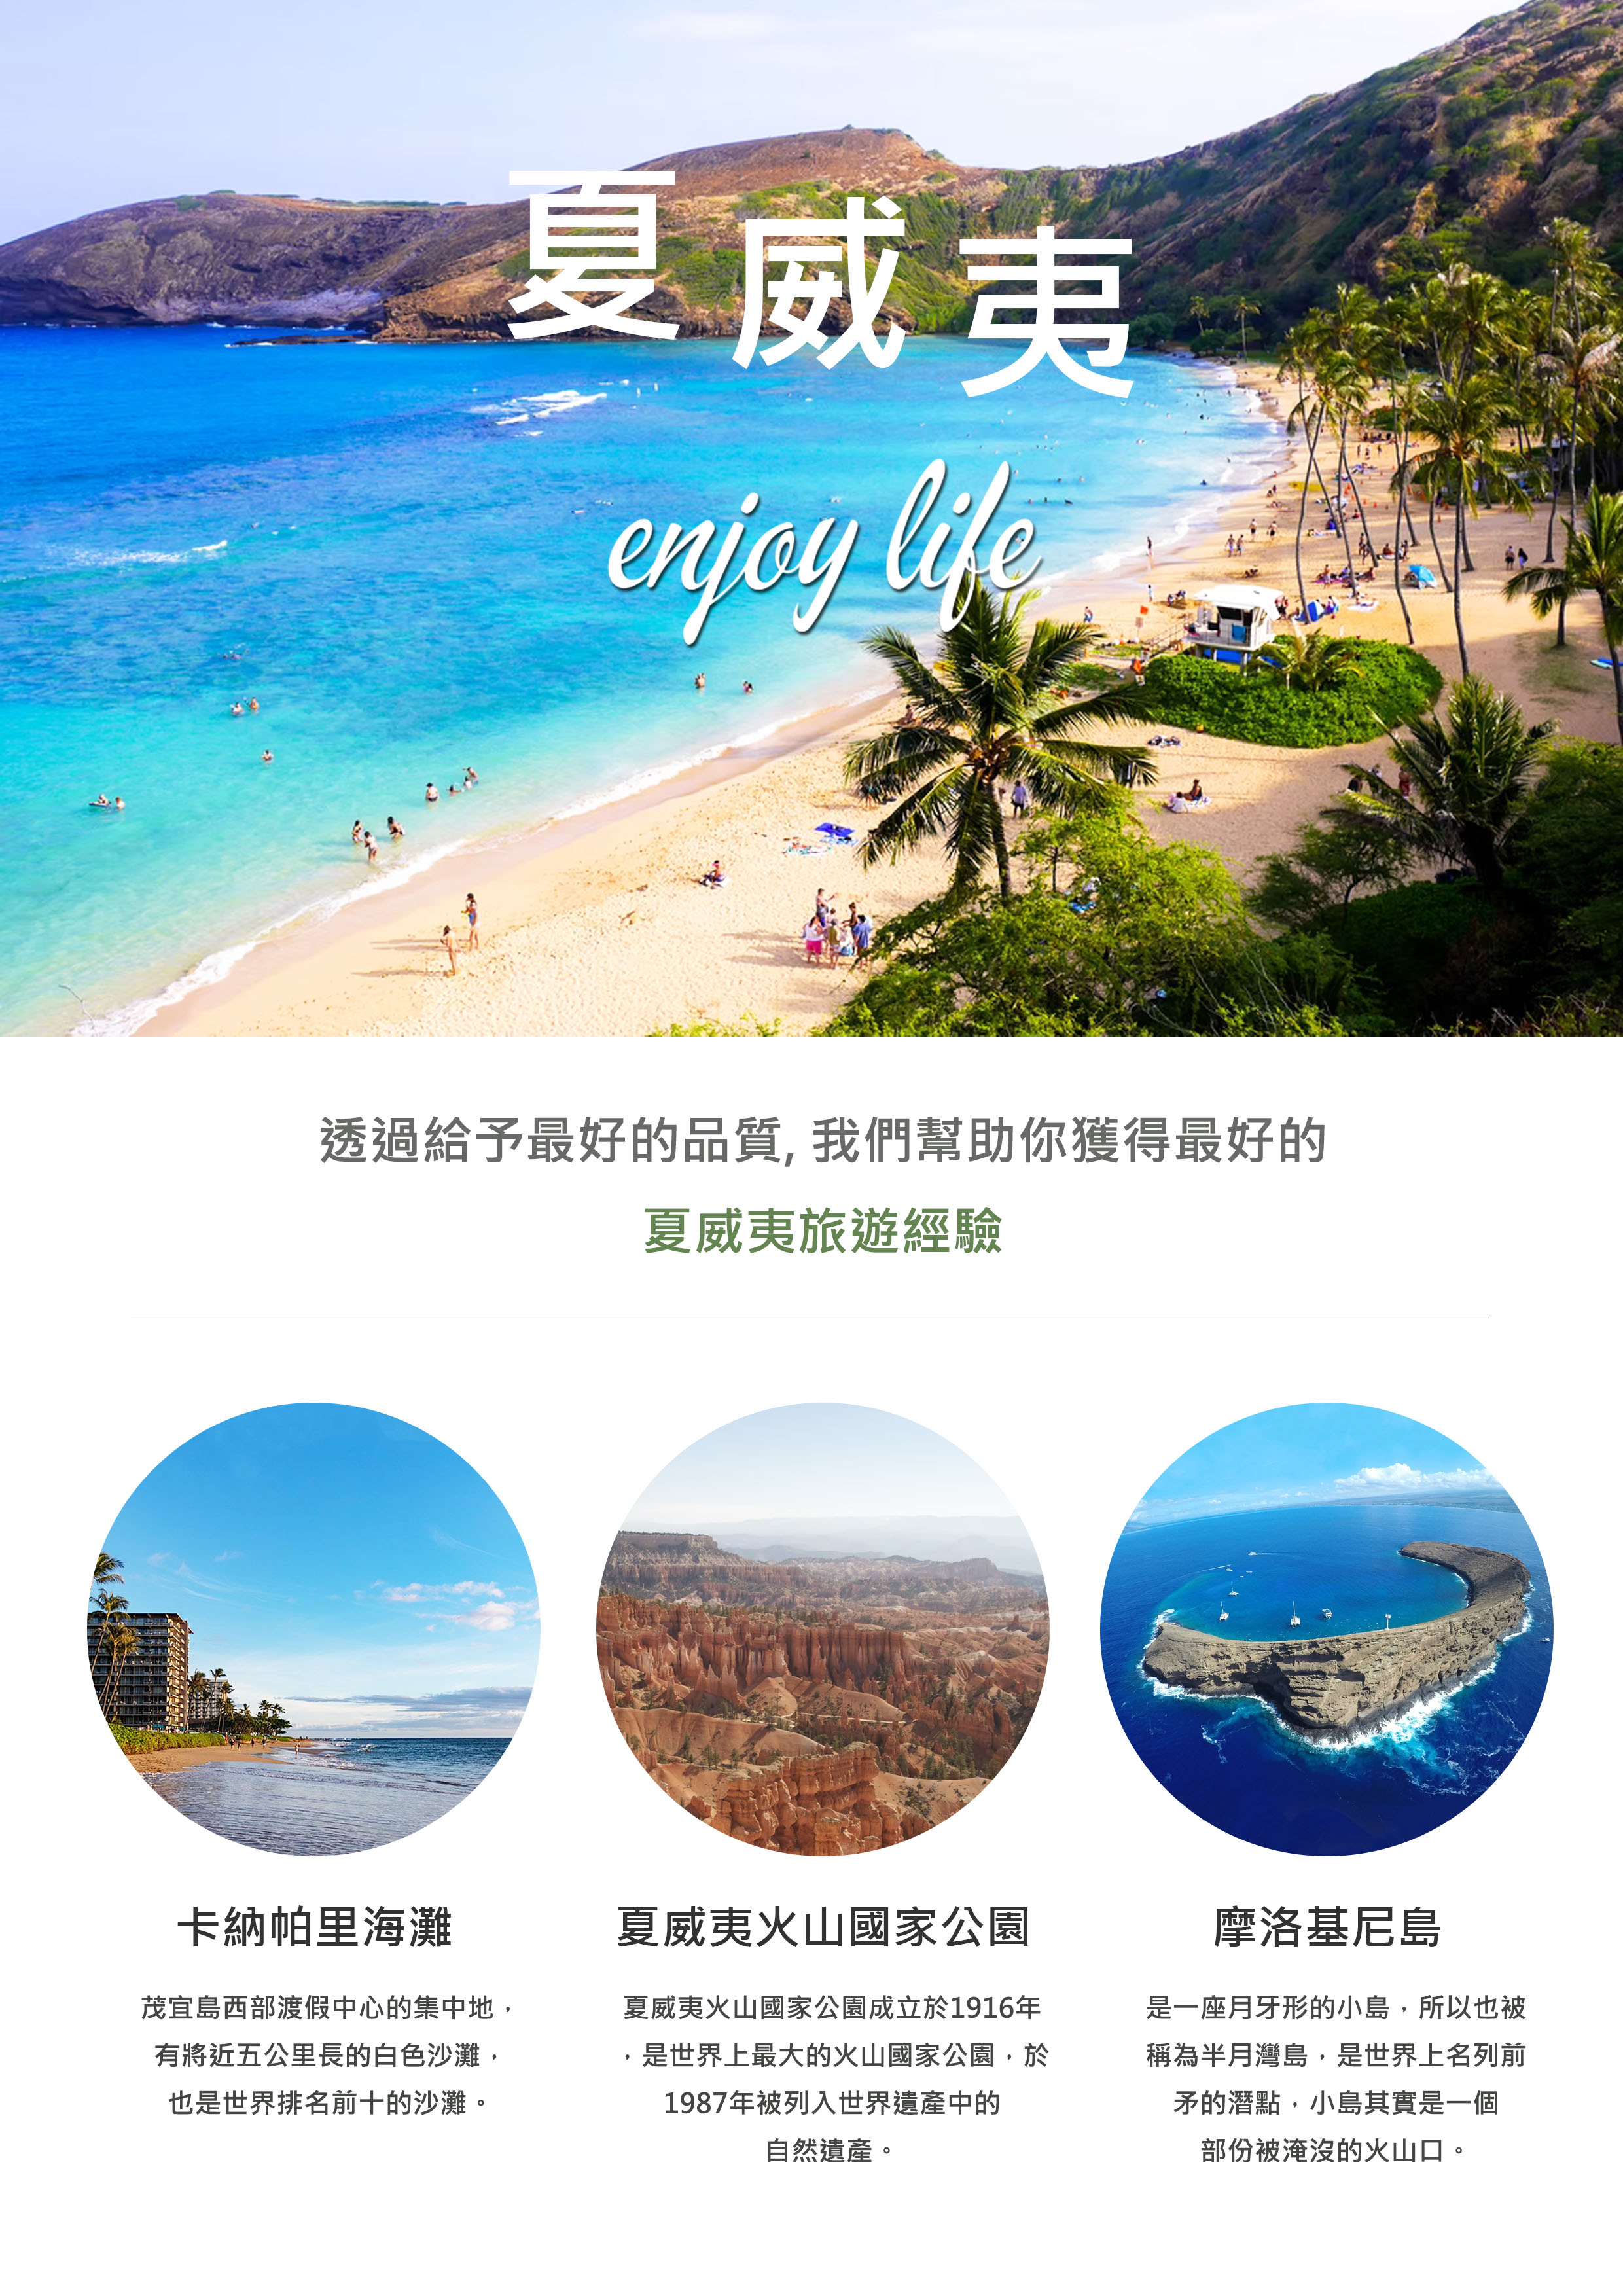 夏威夷
enjoy life
透過給予最好的品質, 我們幫助你獲得最好的
夏威夷旅遊經驗
卡納帕里海灘
茂宜島西部渡假中心的集中地，
有將近五公里長的白色沙灘，
也是世界排名前十的沙灘。
夏威夷火山國家公園
夏威夷火山國家公園成立於1916年
，是世界上最大的火山國家公園，於
1987年被列入世界遺產中的
自然遺產。
摩洛基尼島
是一座月牙形的小島，所以也被
稱為半月灣島，是世界上名列前
矛的潛點，小島其實是一個
部份被淹沒的火山口。